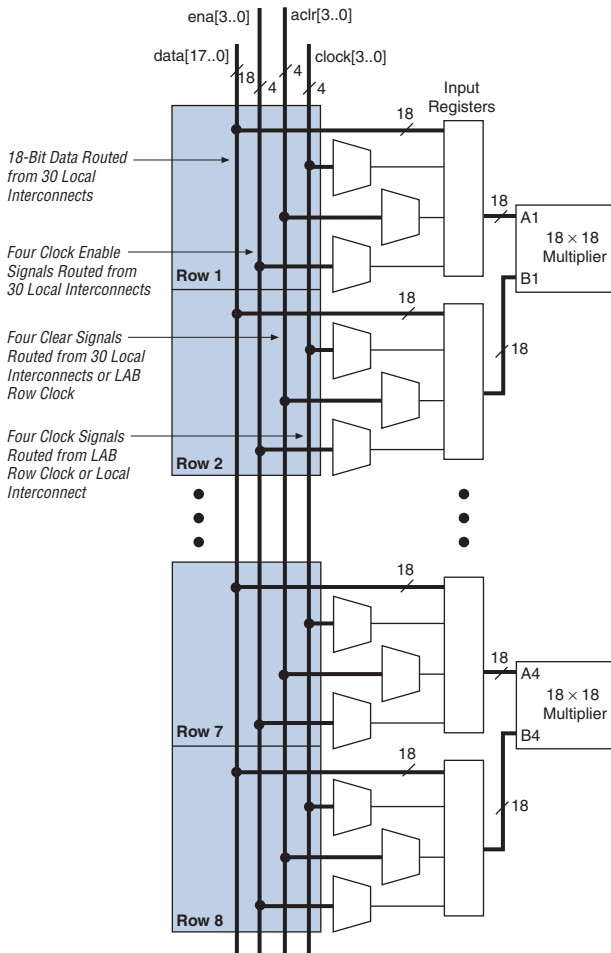 ena[3..0]
aclr[3..0]
data[17..0]
clock[3..0]
18
4
4
4
Input
Registers
18-Bit Data Routed
from 30 Local
Interconnects
18
18
A1
18 × 18
Multiplier
B1
Four Clock Enable
Signals Routed from
30 Local Interconnects
Row 1
18
18
Four Clear Signals
Routed from 30 Local
Interconnects or LAB
Row Clock
Four Clock Signals
Routed from LAB
Row Clock or Local
Interconnect
Row 2
18
18
A4
18 × 18
Multiplier
B4
Row 7
18
18
Row 8